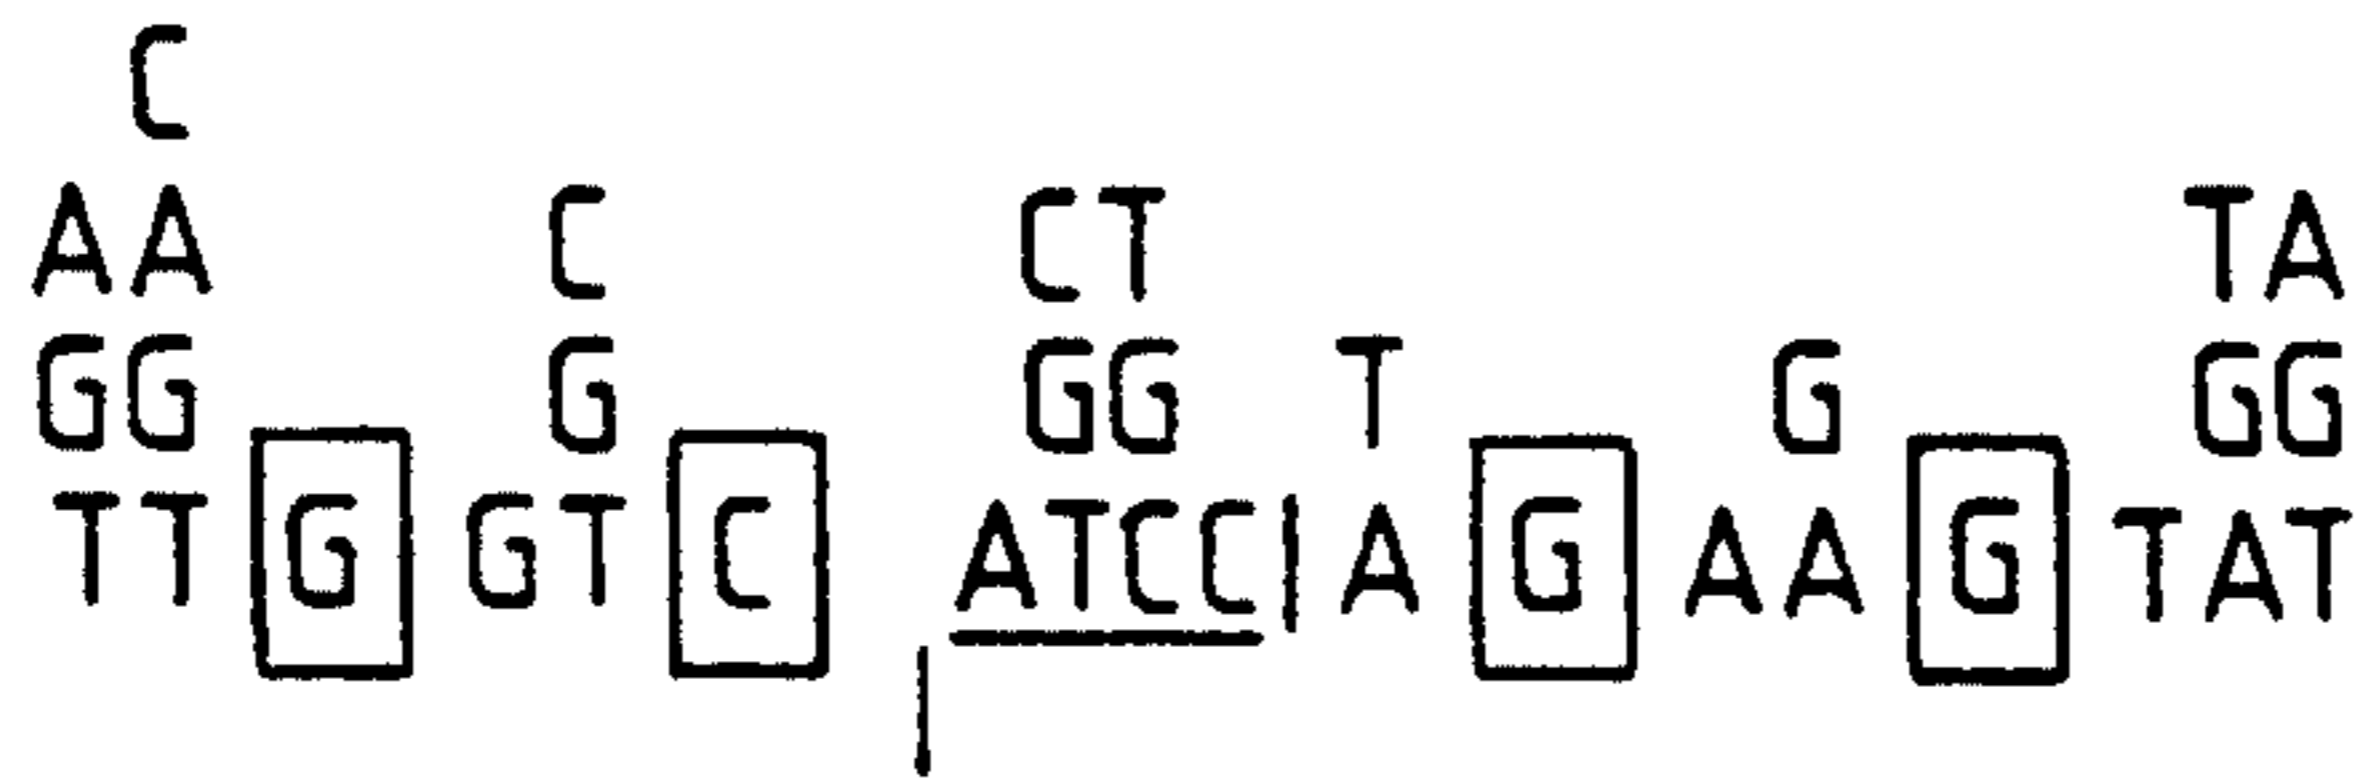 C
AA C CT TA
GG G GG T G GG
TT G GT C ATCC| A G AA G TAT